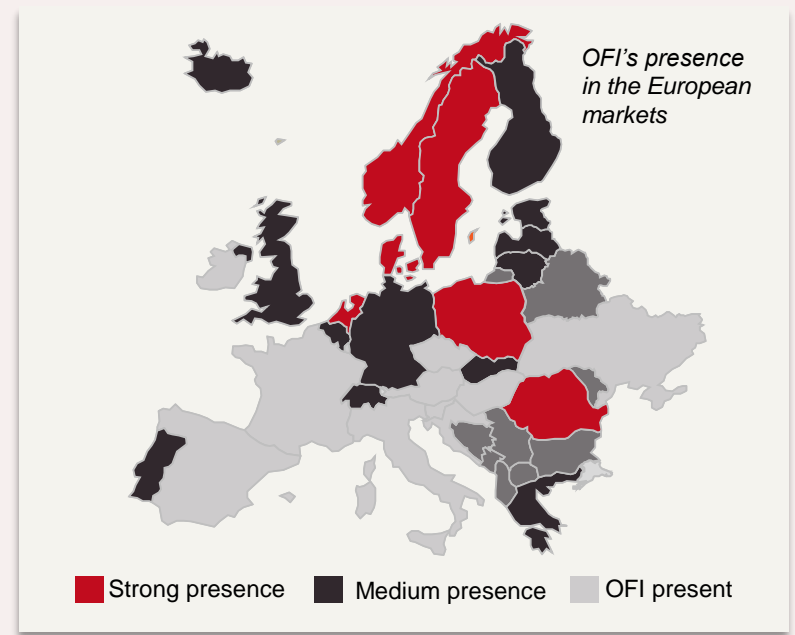 OFI's presence
in the European
markets
Strong presence
Medium presence
OFI present